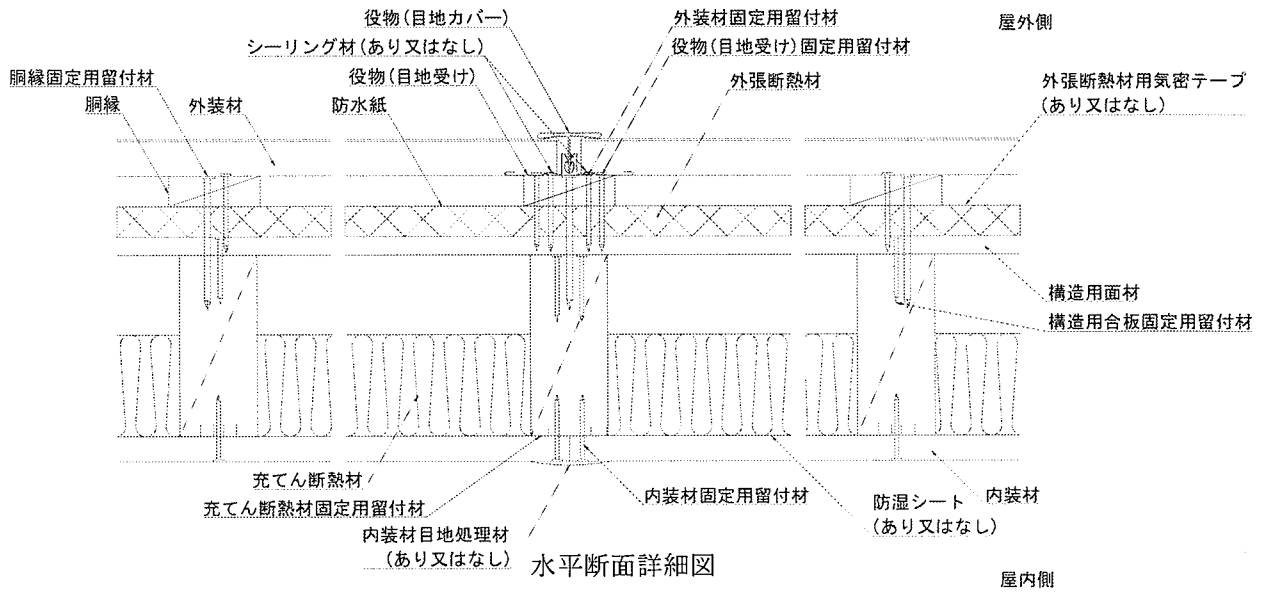 役物(目地カバー)
外装材固定用留付材
屋外側
シーリング材(あり又はなし)
役物(目地受け)固定用留付材
胴縁固定用留付材
役物(目地受け)
外張断熱材
外張断熱材用気密テープ
(あり又はなし)
胴縁
外装材
防水紙
構造用面材
構造用合板固定用留付材
充てん断熱材
充てん断熱材固定用留付材
内装材固定用留付材
防湿シート
(あり又はなし)
内装材
内装材目地処理材
(あり又はなし)
水平断面詳細図
屋内側